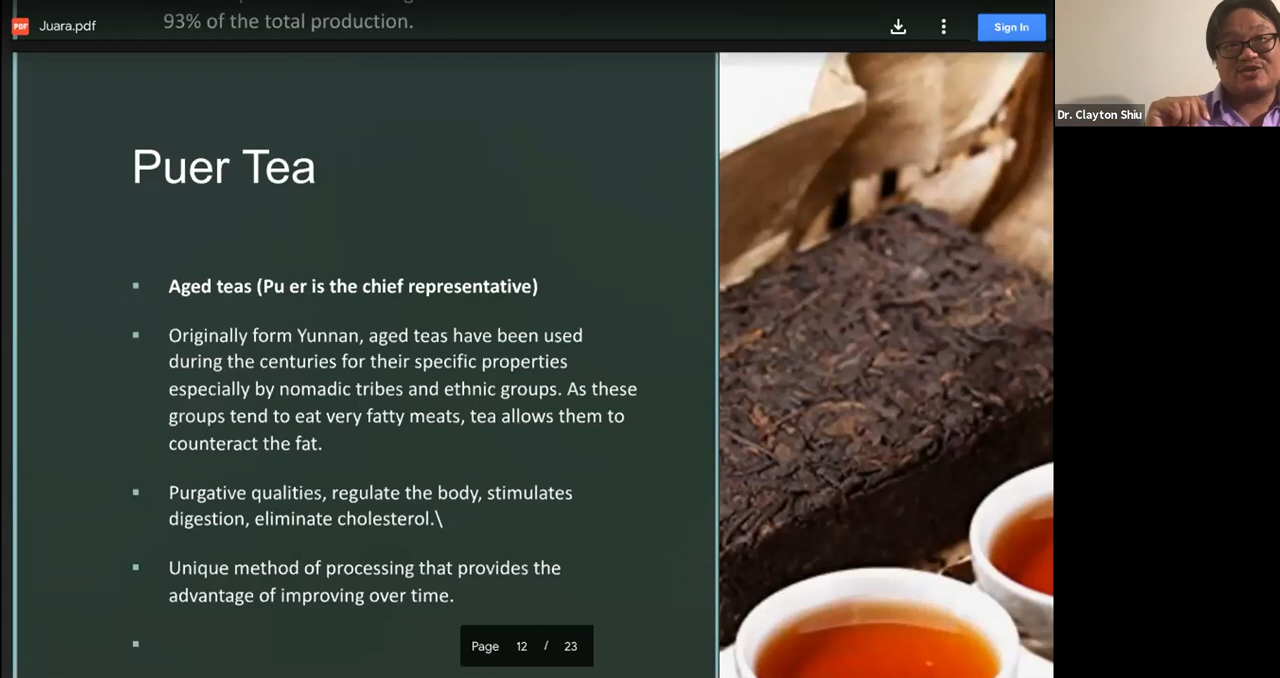 93% of the total production.
PDF Juara.pdf
Sign In
Dr. Clayton Shiu
Puer Tea
Aged teas (Pu er is the chief representative)
Originally form Yunnan, aged teas have been used
during the centuries for their specific properties
especially by nomadic tribes and ethnic groups. As these
groups tend to eat very fatty meats, tea allows them to
counteract the fat.
Purgative qualities, regulate the body, stimulates
digestion, eliminate cholesterol.\
Unique method of processing that provides the
advantage of improving over time.
Page 12 / 23